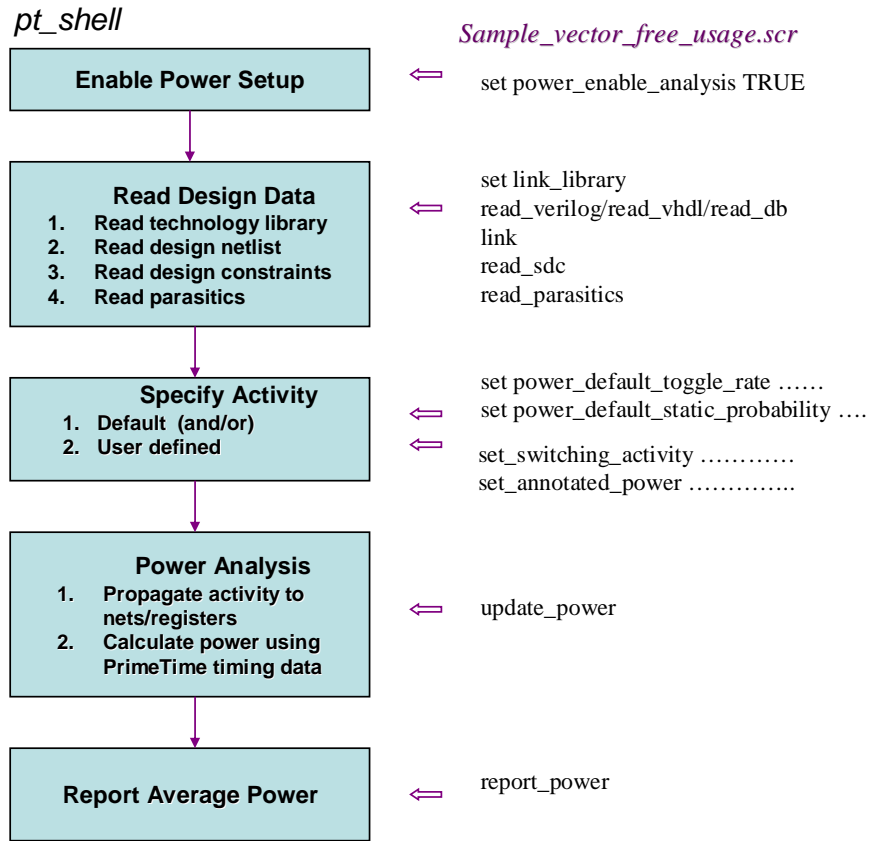 pt_shell
Sample_vector_free_usage.scr
Enable Power Setup
set power_enable_analysis TRUE
Read Design Data
1. Read technology library
2. Read design netlist
3. Read design constraints
4. Read parasitics
set link_library
read_verilog/read_vhdl/read_db
link
read_sdc
read_parasitics
Specify Activity
1. Default (and/or)
2. User defined
set power_default_toggle_rate ……
set power_default_static_probability ….
set_switching_activity …………
set_annotated_power …………..
Power Analysis
1. Propagate activity to
nets/registers
2. Calculate power using
PrimeTime timing data
update_power
Report Average Power
report_power